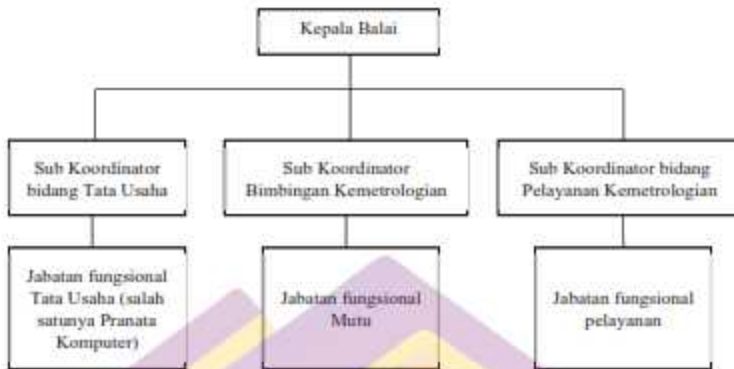 Kepala Balai
Sub Koordinator
bidang Tata Usaha
Sub Koordinator
Bimbingan Kemetrologian
Sub Koordinator bidang
Pelayanan Kemetrologian
Jabatan fungsional
Tata Usaha (salah
satunya Pranata
Komputer)
Jabatan fungsional
Mutu
Jabatan fungsional
pelayanan